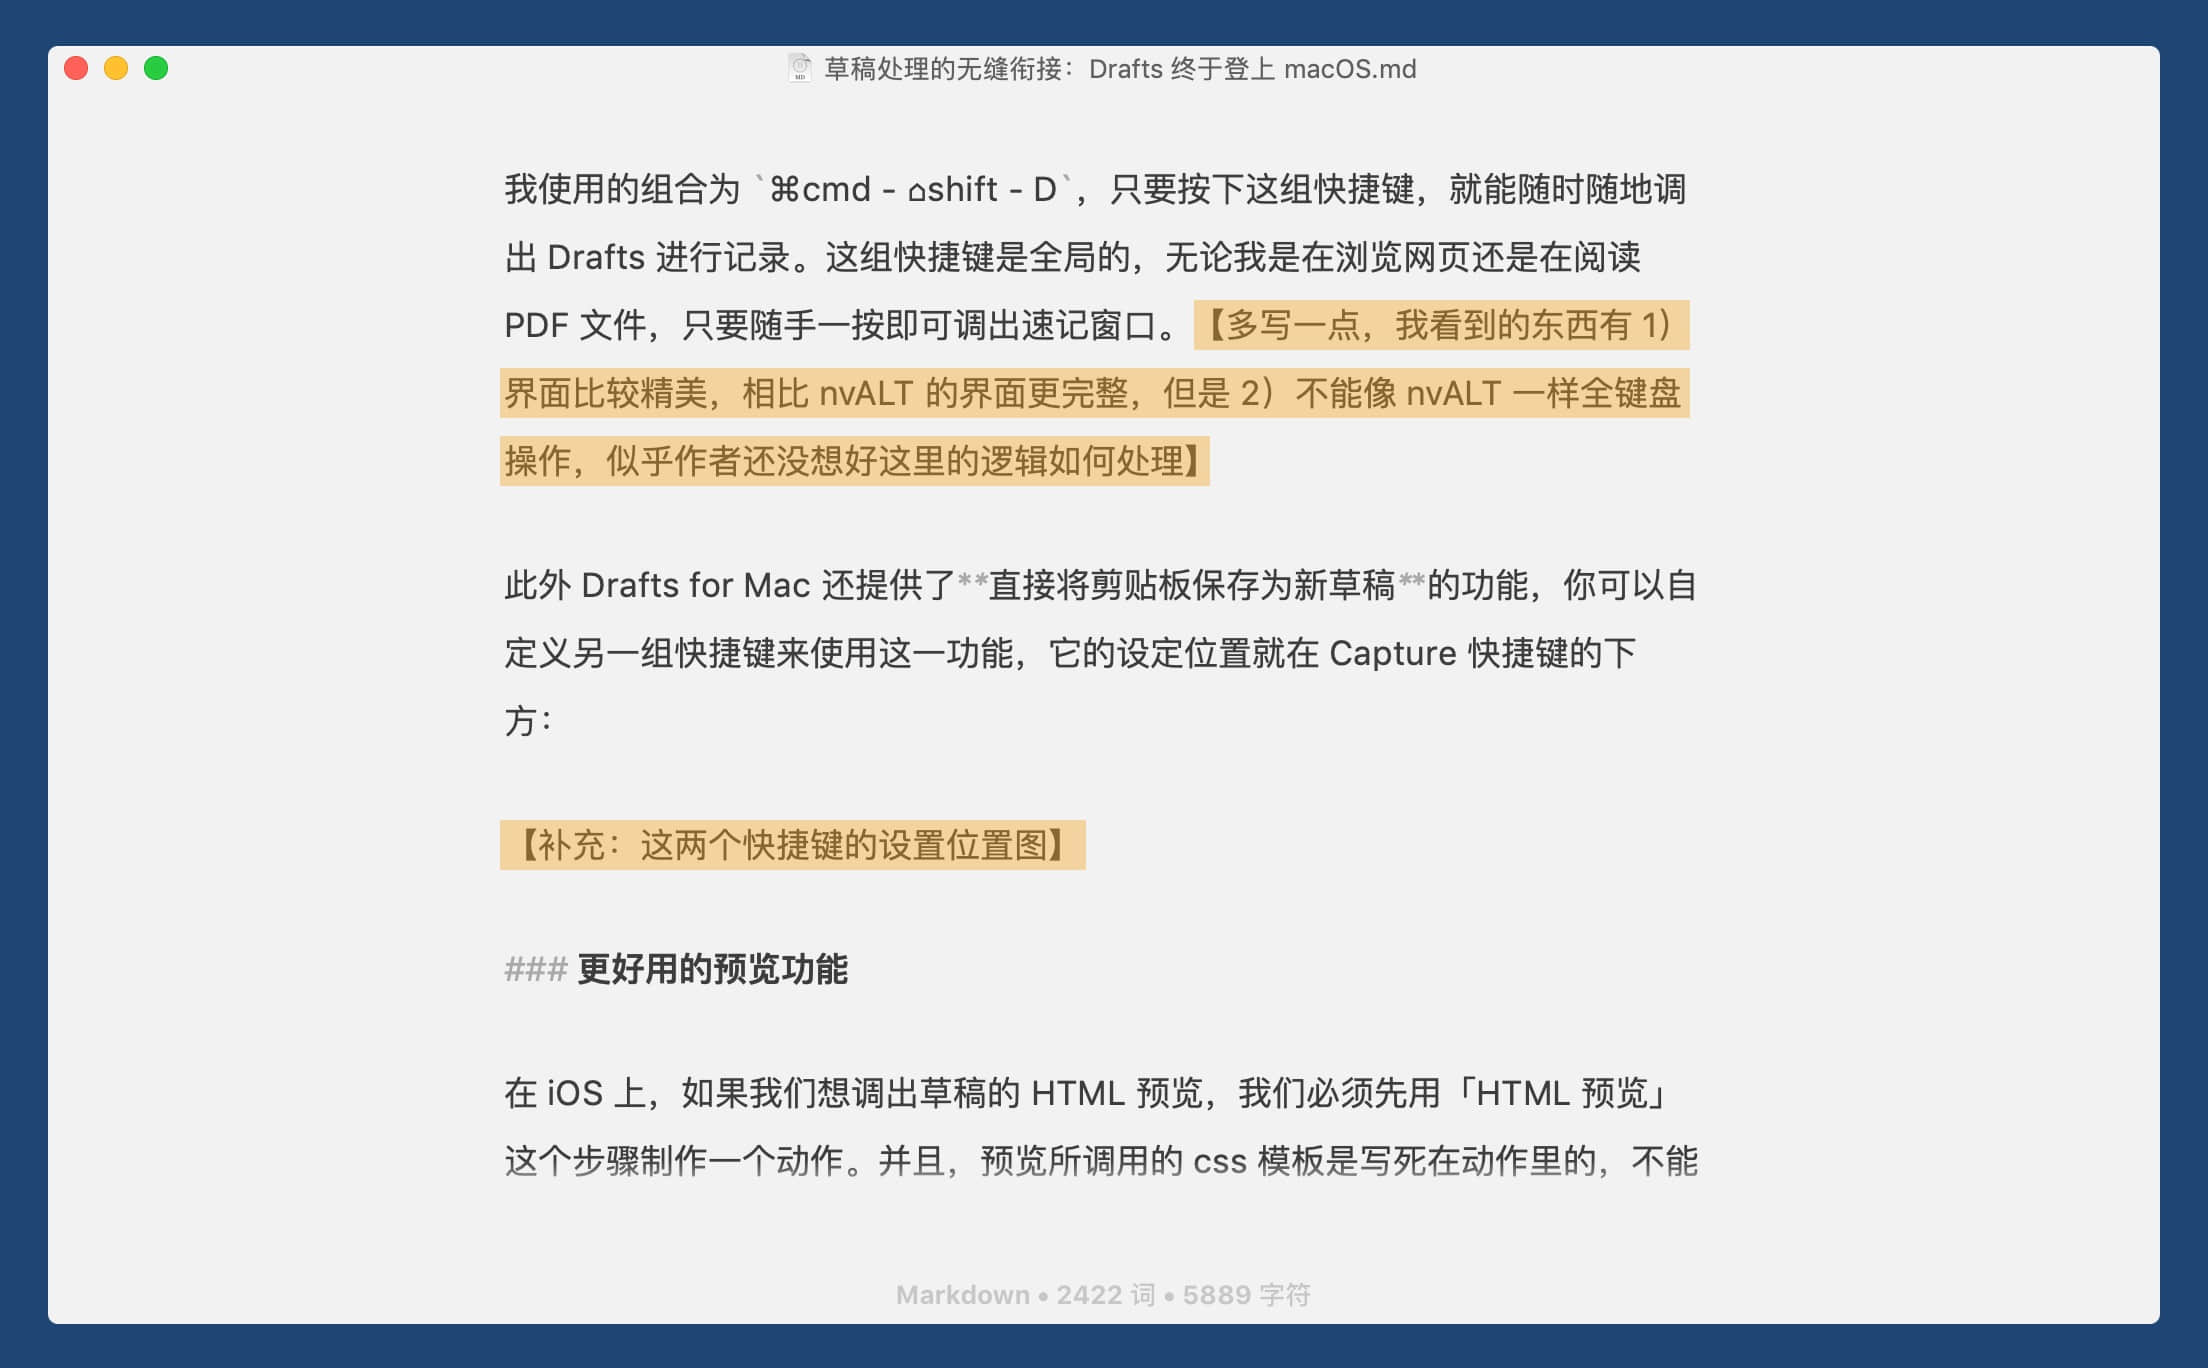 MD
草稿处理的无缝衔接：Drafts 终于登上 macOS.md
我使用的组合为 `⌘cmd - ⌂shift - D`，只要按下这组快捷键，就能随时随地调
出 Drafts 进行记录。这组快捷键是全局的，无论我是在浏览网页还是在阅读
PDF 文件，只要随手一按即可调出速记窗口。【多写一点，我看到的东西有 1）
界面比较精美，相比 nvALT 的界面更完整，但是 2）不能像 nvALT 一样全键盘
操作，似乎作者还没想好这里的逻辑如何处理】
此外 Drafts for Mac 还提供了**直接将剪贴板保存为新草稿**的功能，你可以自
定义另一组快捷键来使用这一功能，它的设定位置就在 Capture 快捷键的下
方：
【补充：这两个快捷键的设置位置图】
### 更好用的预览功能
在 iOS 上，如果我们想调出草稿的 HTML 预览，我们必须先用「HTML 预览」
这个步骤制作一个动作。并且，预览所调用的 css 模板是写死在动作里的，不能
Markdown • 2422 词 • 5889 字符